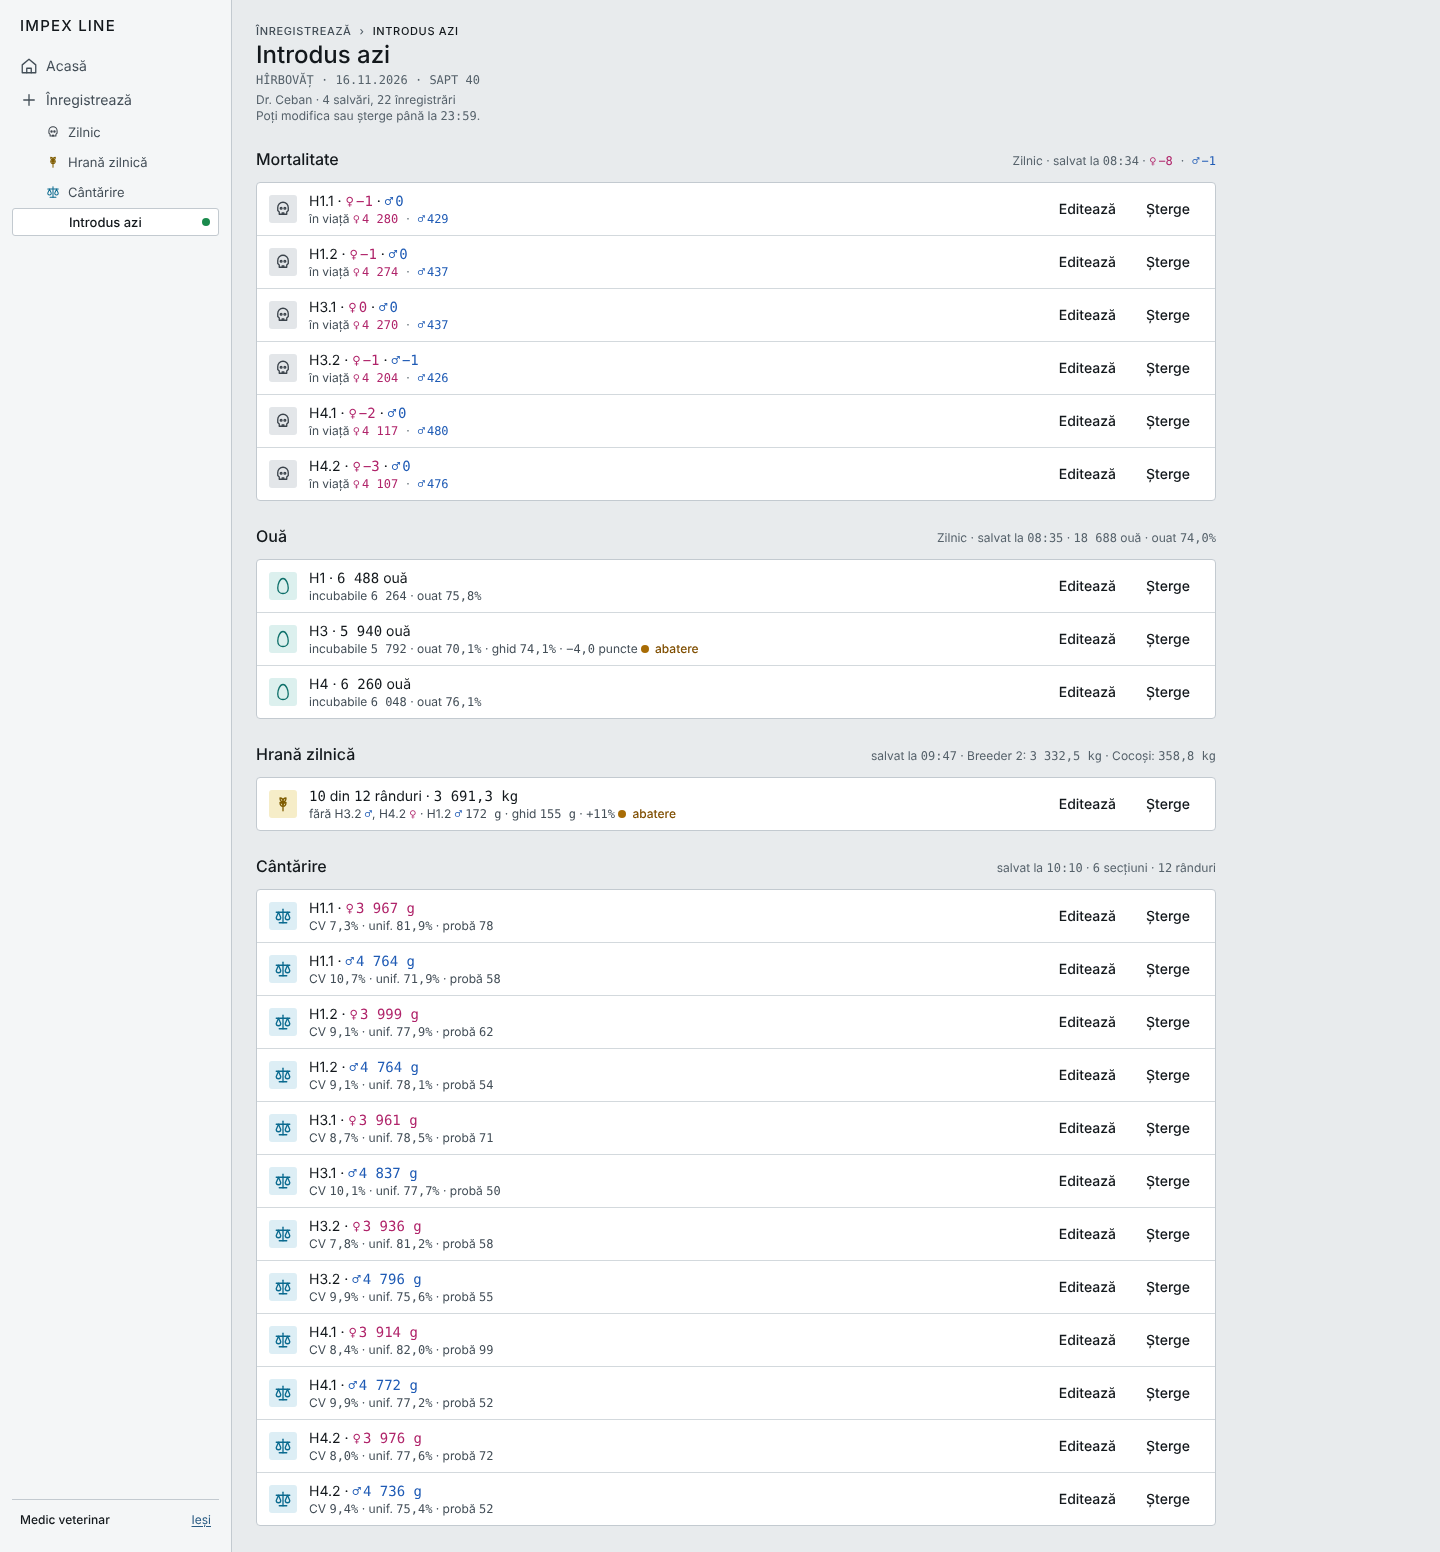 IMPEX LINE
Acasă
Înregistrează
Zilnic
Hrană zilnică
Cântărire
Introdus azi
Medic veterinar
Ieși
ÎNREGISTREAZĂ › INTRODUS AZI
Introdus azi
HÎRBOVĂȚ · 16.11.2026 · SAPT 40
Dr. Ceban · 4 salvări, 22 înregistrări
Poți modifica sau șterge până la 23:59.
Mortalitate
Zilnic · salvat la 08:34 · ♀−8 · ♂−1
H1.1 · ♀−1 · ♂0
în viață ♀4 280 · ♂429
Editează Șterge
H1.2 · ♀−1 · ♂0
în viață ♀4 274 · ♂437
Editează Șterge
H3.1 · ♀0 · ♂0
în viață ♀4 270 · ♂437
Editează Șterge
H3.2 · ♀−1 · ♂−1
în viață ♀4 204 · ♂426
Editează Șterge
H4.1 · ♀−2 · ♂0
în viață ♀4 117 · ♂480
Editează Șterge
H4.2 · ♀−3 · ♂0
în viață ♀4 107 · ♂476
Editează Șterge
Ouă
Zilnic · salvat la 08:35 · 18 688 ouă · ouat 74,0%
H1 · 6 488 ouă
incubabile 6 264 · ouat 75,8%
Editează Șterge
H3 · 5 940 ouă
incubabile 5 792 · ouat 70,1% · ghid 74,1% · −4,0 puncte abatere
Editează Șterge
H4 · 6 260 ouă
incubabile 6 048 · ouat 76,1%
Editează Șterge
Hrană zilnică
salvat la 09:47 · Breeder 2: 3 332,5 kg · Cocoși: 358,8 kg
10 din 12 rânduri · 3 691,3 kg
fără H3.2 ♂, H4.2 ♀ · H1.2 ♂ 172 g · ghid 155 g · +11% abatere
Editează Șterge
Cântărire
salvat la 10:10 · 6 secțiuni · 12 rânduri
H1.1 · ♀3 967 g
CV 7,3% · unif. 81,9% · probă 78
Editează Șterge
H1.1 · ♂4 764 g
CV 10,7% · unif. 71,9% · probă 58
Editează Șterge
H1.2 · ♀3 999 g
CV 9,1% · unif. 77,9% · probă 62
Editează Șterge
H1.2 · ♂4 764 g
CV 9,1% · unif. 78,1% · probă 54
Editează Șterge
H3.1 · ♀3 961 g
CV 8,7% · unif. 78,5% · probă 71
Editează Șterge
H3.1 · ♂4 837 g
CV 10,1% · unif. 77,7% · probă 50
Editează Șterge
H3.2 · ♀3 936 g
CV 7,8% · unif. 81,2% · probă 58
Editează Șterge
H3.2 · ♂4 796 g
CV 9,9% · unif. 75,6% · probă 55
Editează Șterge
H4.1 · ♀3 914 g
CV 8,4% · unif. 82,0% · probă 99
Editează Șterge
H4.1 · ♂4 772 g
CV 9,9% · unif. 77,2% · probă 52
Editează Șterge
H4.2 · ♀3 976 g
CV 8,0% · unif. 77,6% · probă 72
Editează Șterge
H4.2 · ♂4 736 g
CV 9,4% · unif. 75,4% · probă 52
Editează Șterge